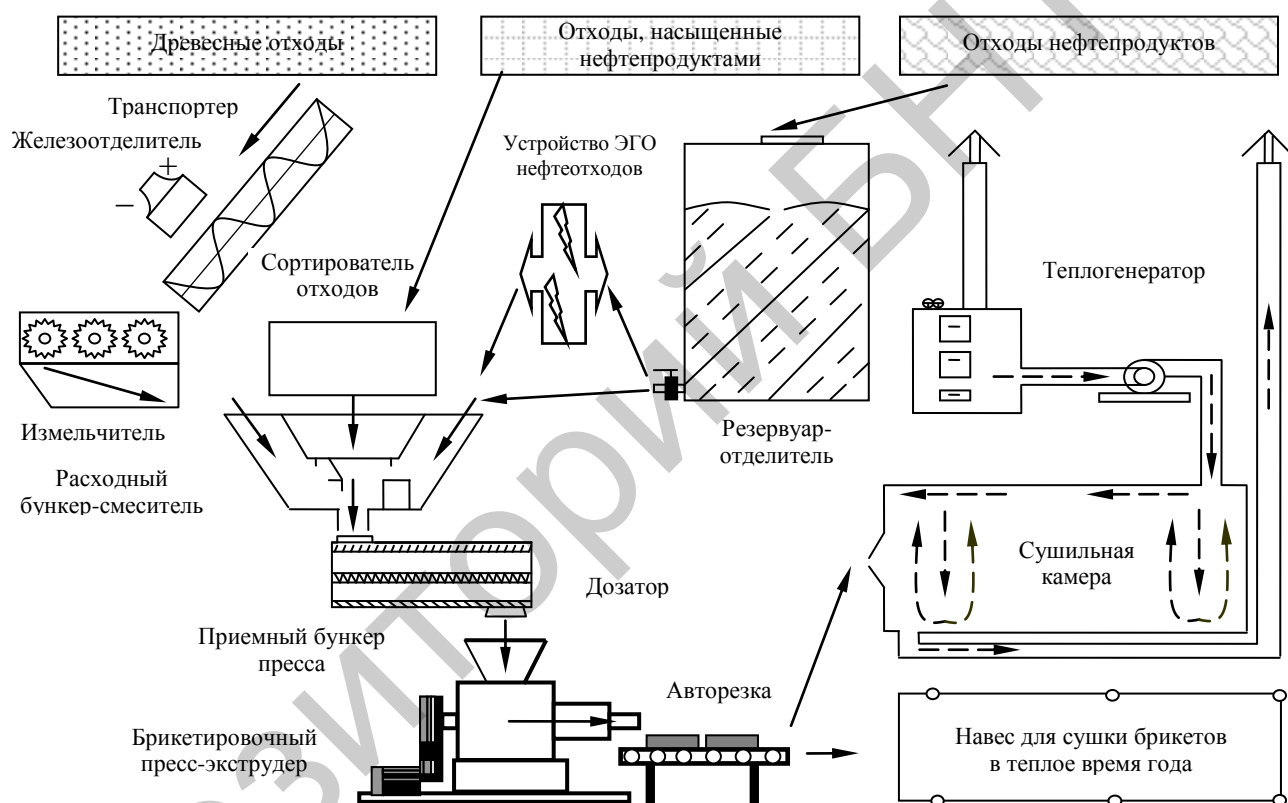 Древесные отходы
Отходы, насыщенные
нефтепродуктами
Отходы нефтепродуктов
Транспортер
Железоотделитель
+
–
Устройство ЭГО
нефтеотходов
Сортирователь
отходов
Теплогенератор
Измельчитель
Резервуар-
отделитель
Расходный
бункер-смеситель
Сушильная
камера
Дозатор
Приемный бункер
пресса
Авторезка
Брикетировочный
пресс-экструдер
Навес для сушки брикетов
в теплое время года
зиторий БНТ